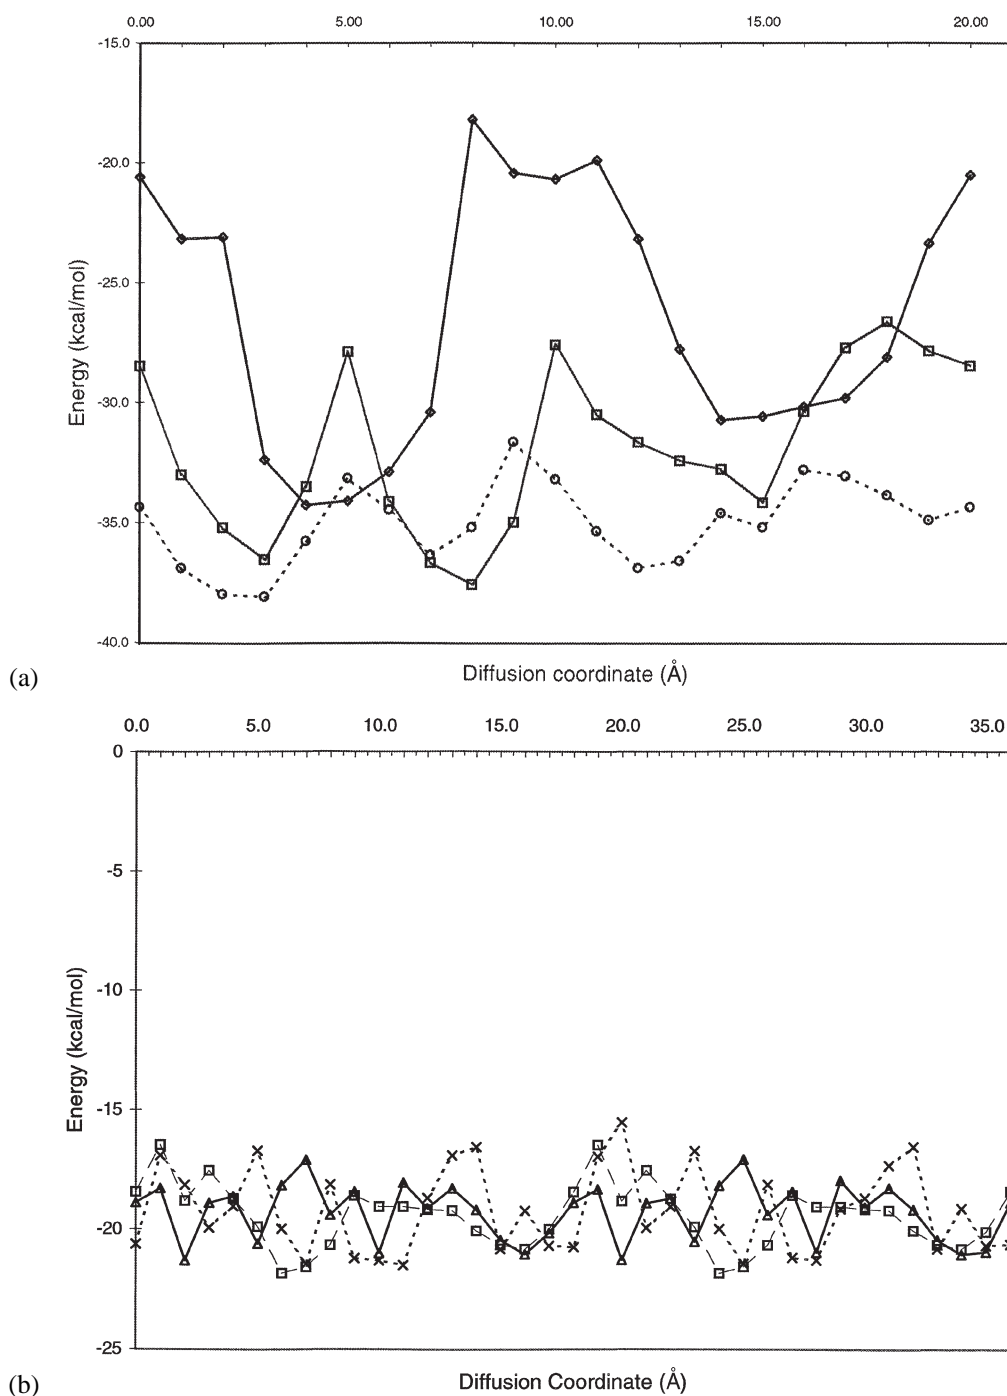 0.00 5.00 10.00 15.00 20.00
-15.0
-20.0
-25.0
-30.0
-35.0
-40.0
Energy (kcal/mol)
Diffusion coordinate (Å)
(a)
0.0 5.0 10.0 15.0 20.0 25.0 30.0 35.0
0
-5
-10
-15
-20
-25
Energy (kcal/mol)
Diffusion Coordinate (Å)
(b)